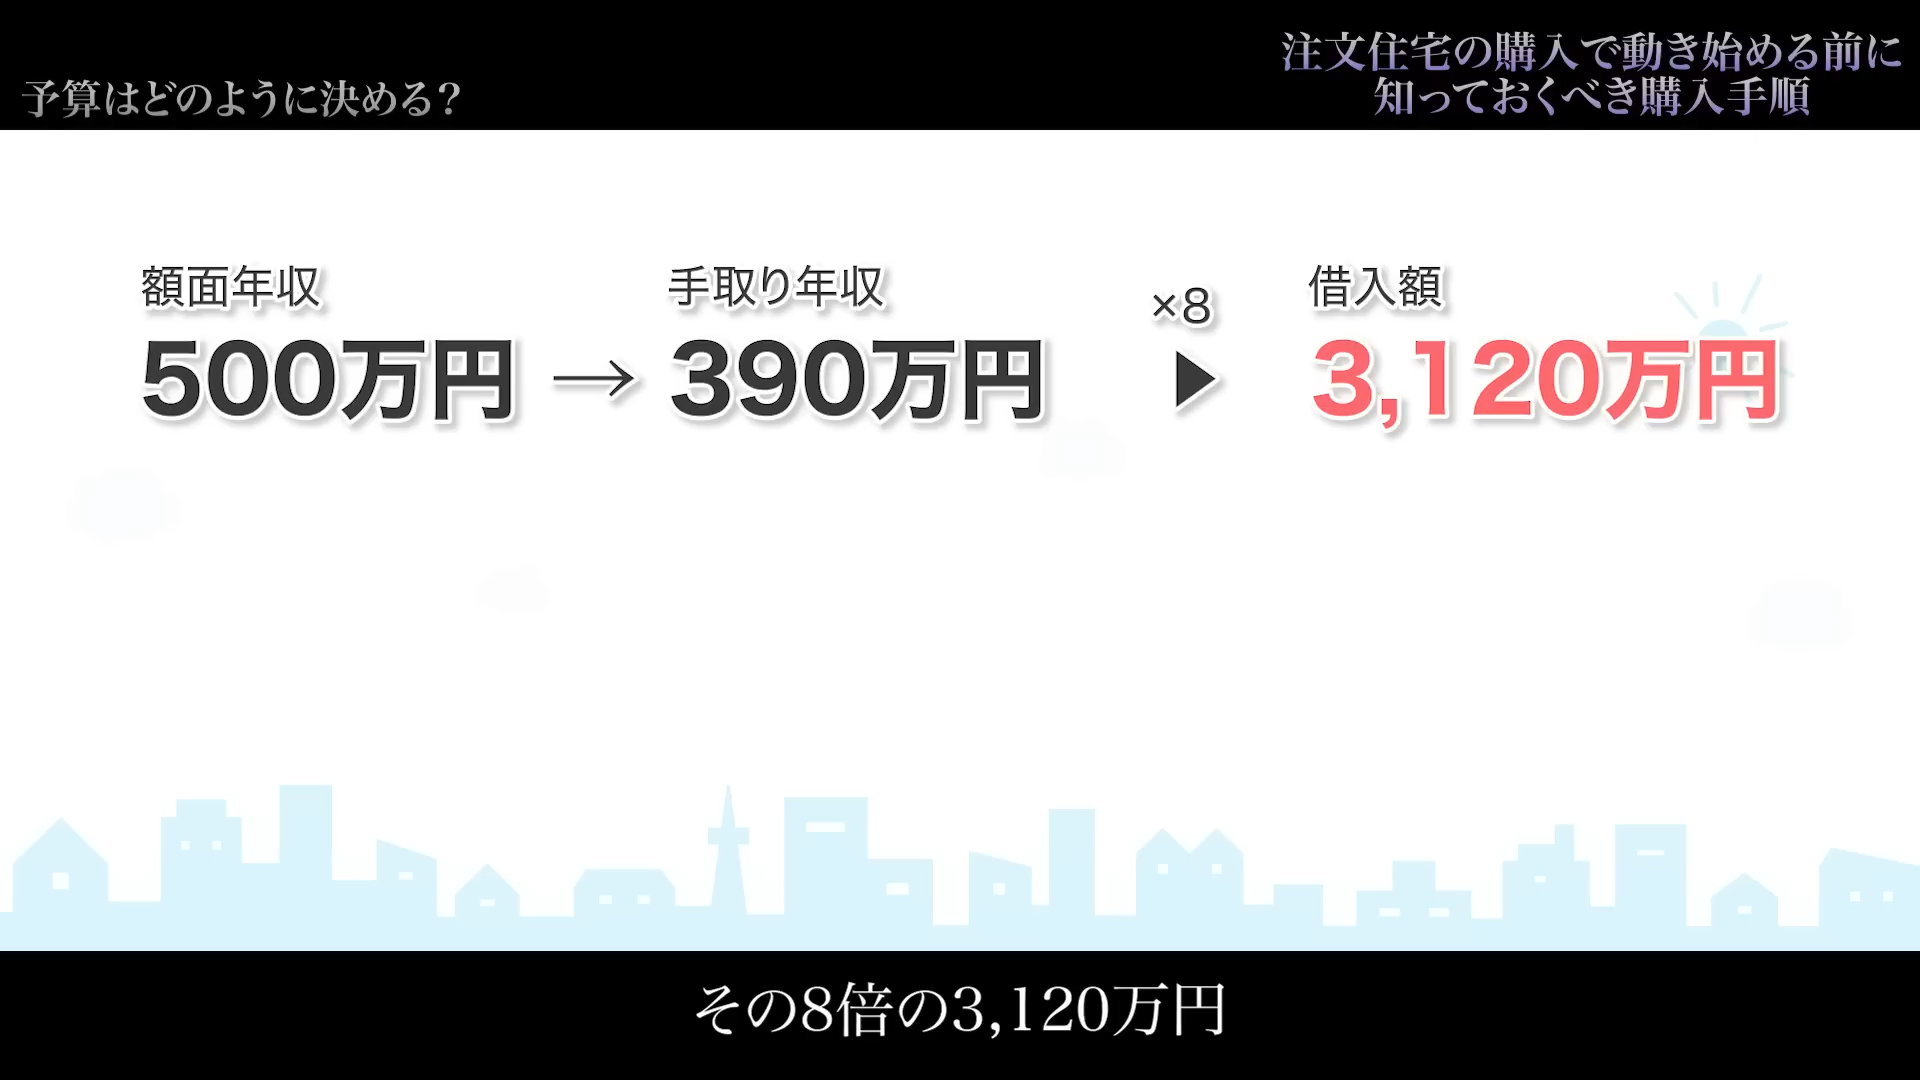 予算はどのように決める?
注文住宅の購入で動き始める前に
知っておくべき購入手順
額面年収
500万円
→
手取り年収
390万円
×8
▶
借入額
3,120万円
その8倍の3,120万円